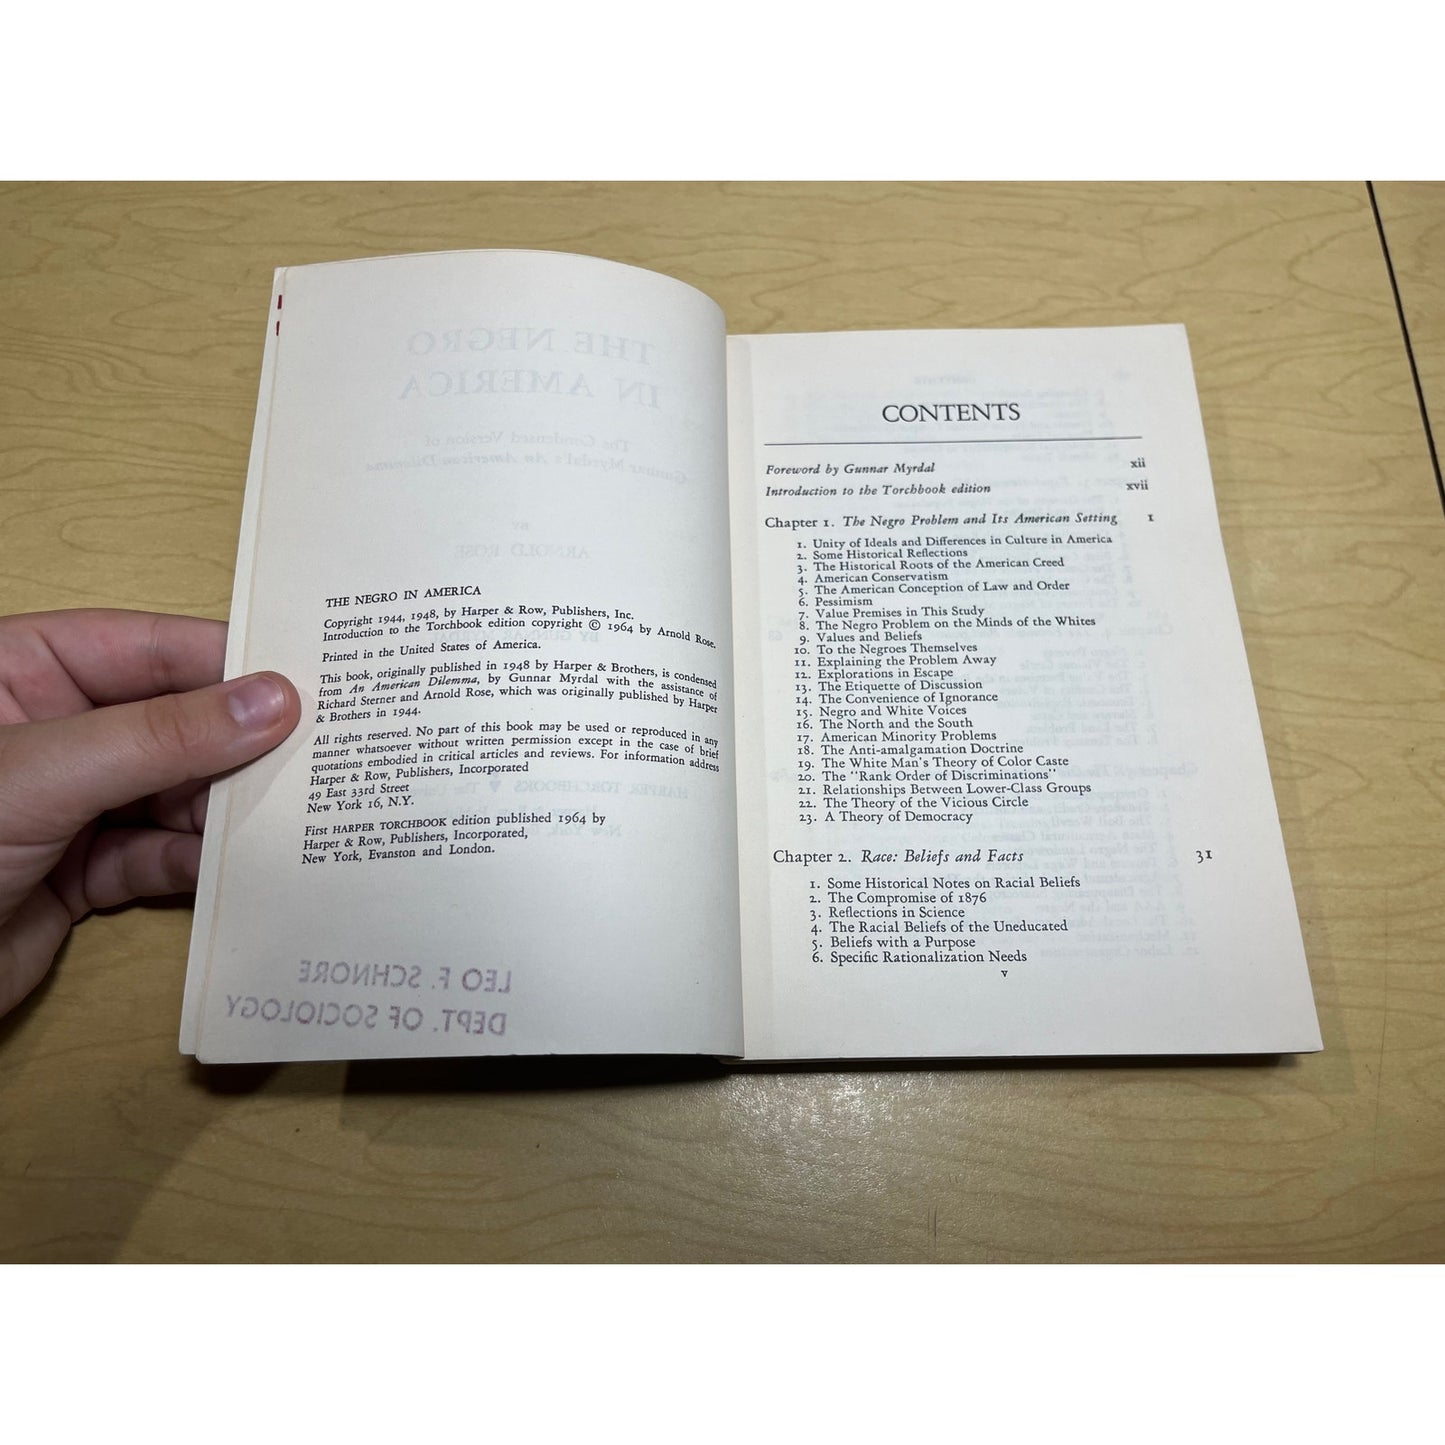 THE NEGRO IN AMERICA
Copyright 1944, 1948, by Harper & Row, Publishers, Inc.
Introduction to the Torchbook edition copyright © 1964 by Arnold Rose.
Printed in the United States of America.
This book, originally published in 1948 by Harper & Brothers, is condensed
from An American Dilemma, by Gunnar Myrdal with the assistance of
Richard Sterner and Arnold Rose, which was originally published by Harper
& Brothers in 1944.
All rights reserved. No part of this book may be used or reproduced in any
manner whatsoever without written permission except in the case of brief
quotations embodied in critical articles and reviews. For information address
Harper & Row, Publishers, Incorporated
49 East 33rd Street
New York 16, N.Y.
First HARPER TORCHBOOK edition published 1964 by
Harper & Row, Publishers, Incorporated,
New York, Evanston and London.
LEO F. SCHNORE
DEPT. OF SOCIOLOGY
CONTENTS
Foreword by Gunnar Myrdal xii
Introduction to the Torchbook edition xvii
Chapter 1. The Negro Problem and Its American Setting 1
1. Unity of Ideals and Differences in Culture in America
2. Some Historical Reflections
3. The Historical Roots of the American Creed
4. American Conservatism
5. The American Conception of Law and Order
6. Pessimism
7. Value Premises in This Study
8. The Negro Problem on the Minds of the Whites
9. Values and Beliefs
10. To the Negroes Themselves
11. Explaining the Problem Away
12. Explorations in Escape
13. The Etiquette of Discussion
14. The Convenience of Ignorance
15. Negro and White Voices
16. The North and the South
17. American Minority Problems
18. The Anti-amalgamation Doctrine
19. The White Man's Theory of Color Caste
20. The "Rank Order of Discriminations"
21. Relationships Between Lower-Class Groups
22. The Theory of the Vicious Circle
23. A Theory of Democracy
Chapter 2. Race: Beliefs and Facts 31
1. Some Historical Notes on Racial Beliefs
2. The Compromise of 1876
3. Reflections in Science
4. The Racial Beliefs of the Uneducated
5. Beliefs with a Purpose
6. Specific Rationalization Needs
v